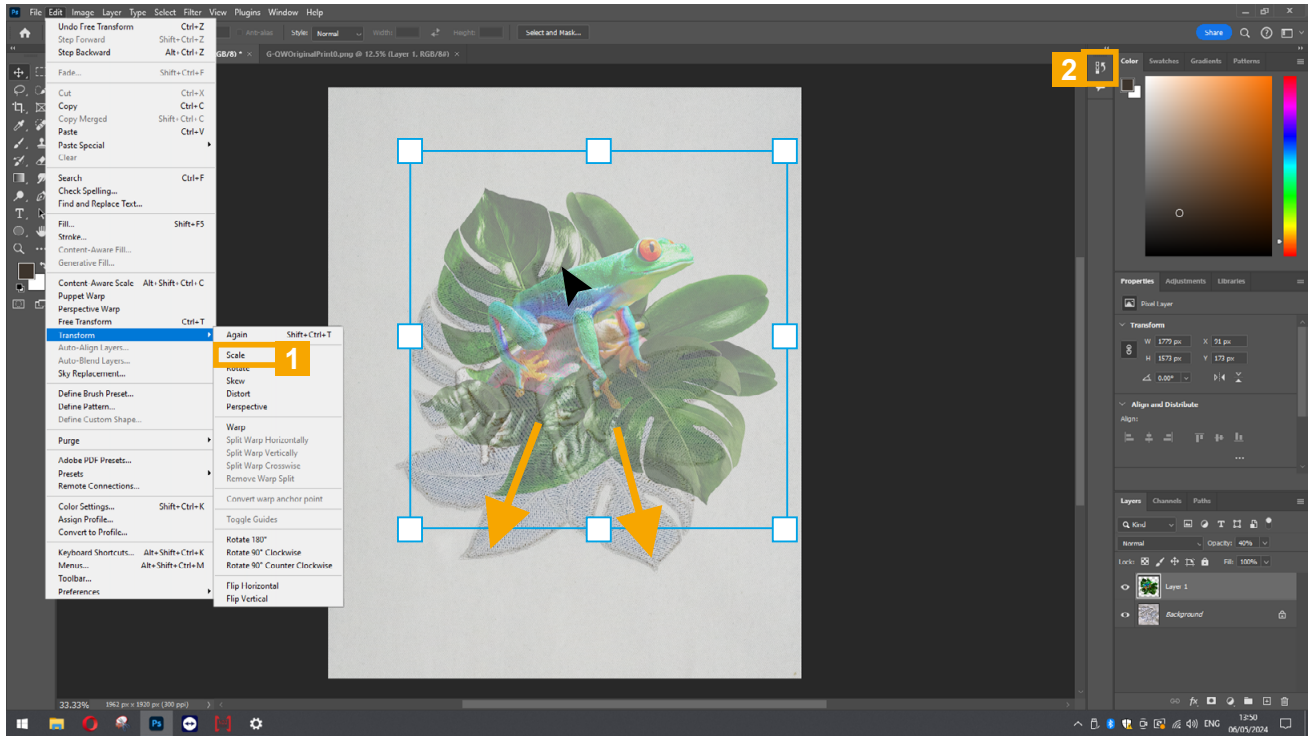 Ps File Edit Image Layer Type Select Filter View Plugins Window Help
Anti-alias Style: Normal Width: Height: Select and Mask... Share
GB/8) * × G-QWOriginalPrint0.png @ 12.5% (Layer 1, RGB/8#) ×
Undo Free Transform Ctrl+Z
Step Forward Shift+Ctrl+Z
Step Backward Alt+Ctrl+Z
Fade... Shift+Ctrl+F
Cut Ctrl+X
Copy Ctrl+C
Copy Merged Shift+Ctrl+C
Paste Ctrl+V
Paste Special
Clear
Search Ctrl+F
Check Spelling...
Find and Replace Text...
Fill... Shift+F5
Stroke...
Content-Aware Fill...
Generative Fill...
Content-Aware Scale Alt+Shift+Ctrl+C
Puppet Warp
Perspective Warp
Free Transform Ctrl+T
Transform
Auto-Align Layers...
Auto-Blend Layers...
Sky Replacement...
Define Brush Preset...
Define Pattern...
Define Custom Shape...
Purge
Adobe PDF Presets...
Presets
Remote Connections...
Color Settings... Shift+Ctrl+K
Assign Profile...
Convert to Profile...
Keyboard Shortcuts... Alt+Shift+Ctrl+K
Menus... Alt+Shift+Ctrl+M
Toolbar...
Preferences
Again Shift+Ctrl+T
Scale
1
Rotate
Skew
Distort
Perspective
Warp
Split Warp Horizontally
Split Warp Vertically
Split Warp Crosswise
Remove Warp Split
Convert warp anchor point
Toggle Guides
Rotate 180°
Rotate 90° Clockwise
Rotate 90° Counter Clockwise
Flip Horizontal
Flip Vertical
2
Color Swatches Gradients Patterns
Properties Adjustments Libraries
Pixel Layer
Transform
W 1779 px X 91 px
H 1573 px Y 173 px
0.00°
Align and Distribute
Align:
...
Layers Channels Paths
Kind
Normal Opacity: 40%
Lock: Fill: 100%
Layer 1
Background
fx
33.33% 1962 px x 1920 px (300 ppi)
Ps
ENG
13:50
06/05/2024